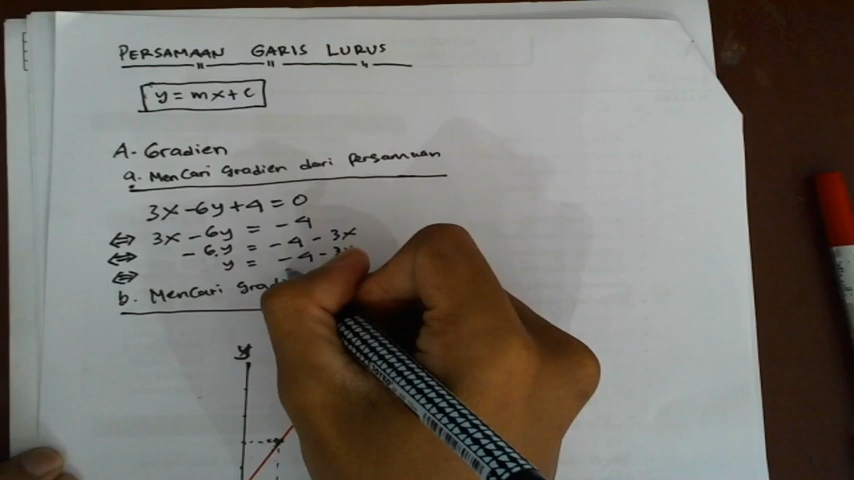 PERSAMAAN GARIS LURUS
y = mx + c
A. Gradien
a. Mencari gradien dari persamaan
3x - 6y + 4 = 0
⇔ 3x - 6y = -4
⇔ -6y = -4 - 3x
⇔ y = -4 - 3x
b. Mencari
y